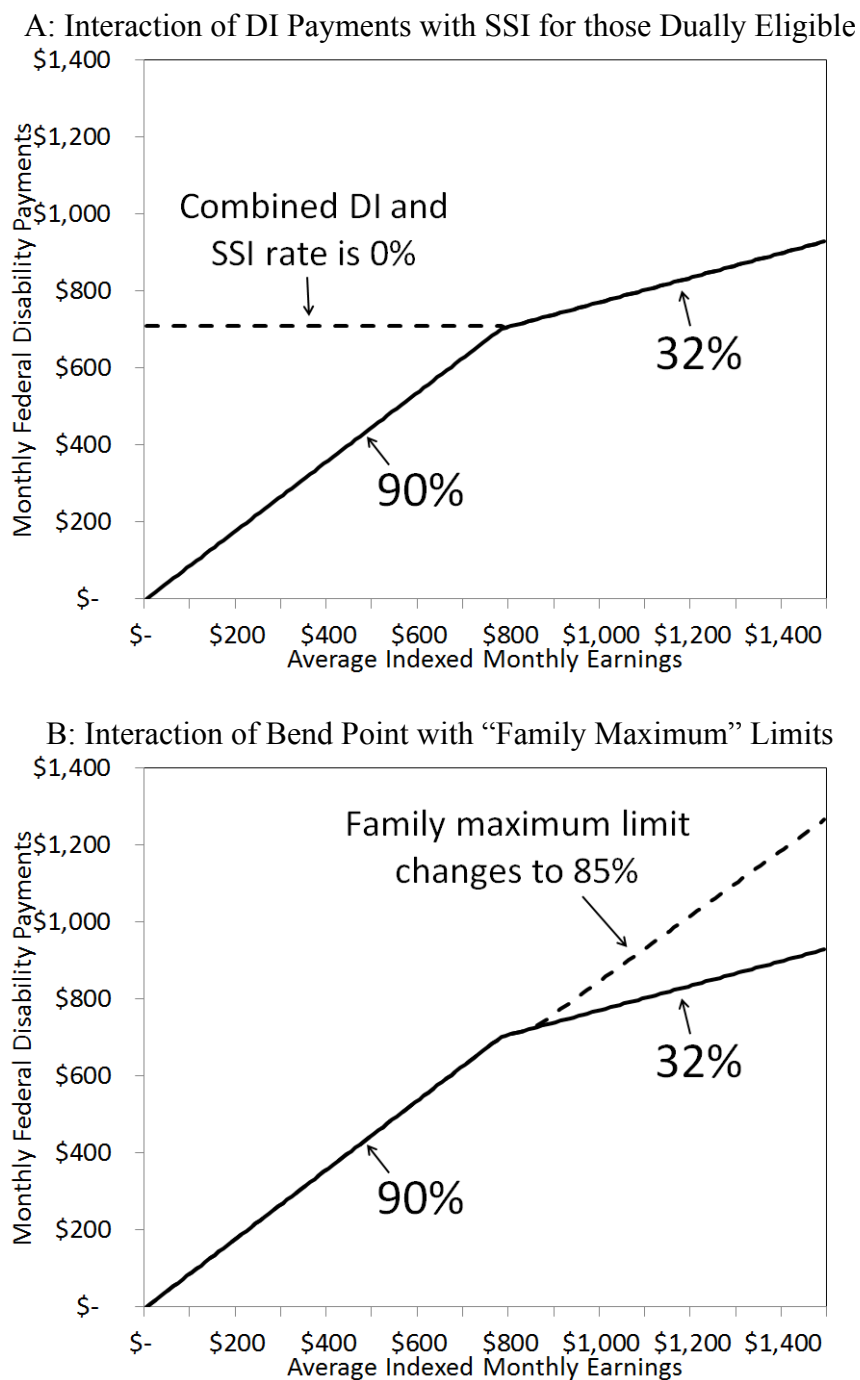 A: Interaction of DI Payments with SSI for those Dually Eligible
$1,400
$1,200
$1,000
$800
$600
$400
$200
$-
Monthly Federal Disability Payments
Combined DI and
SSI rate is 0%
32%
90%
$- $200 $400 $600 $800 $1,000 $1,200 $1,400
Average Indexed Monthly Earnings
B: Interaction of Bend Point with “Family Maximum” Limits
$1,400
$1,200
$1,000
$800
$600
$400
$200
$-
Monthly Federal Disability Payments
Family maximum limit
changes to 85%
32%
90%
$- $200 $400 $600 $800 $1,000 $1,200 $1,400
Average Indexed Monthly Earnings